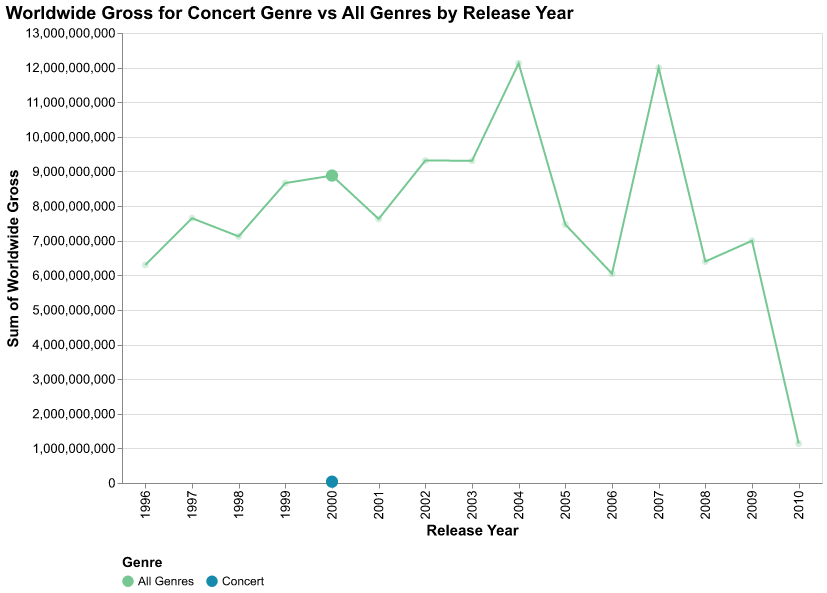 Worldwide Gross for Concert Genre vs All Genres by Release Year
13,000,000,000
12,000,000,000
11,000,000,000
10,000,000,000
9,000,000,000
8,000,000,000
7,000,000,000
6,000,000,000
5,000,000,000
4,000,000,000
3,000,000,000
2,000,000,000
1,000,000,000
0
Sum of Worldwide Gross
1996 1997 1998 1999 2000 2001 2002 2003 2004 2005 2006 2007 2008 2009 2010
Release Year
Genre
All Genres Concert